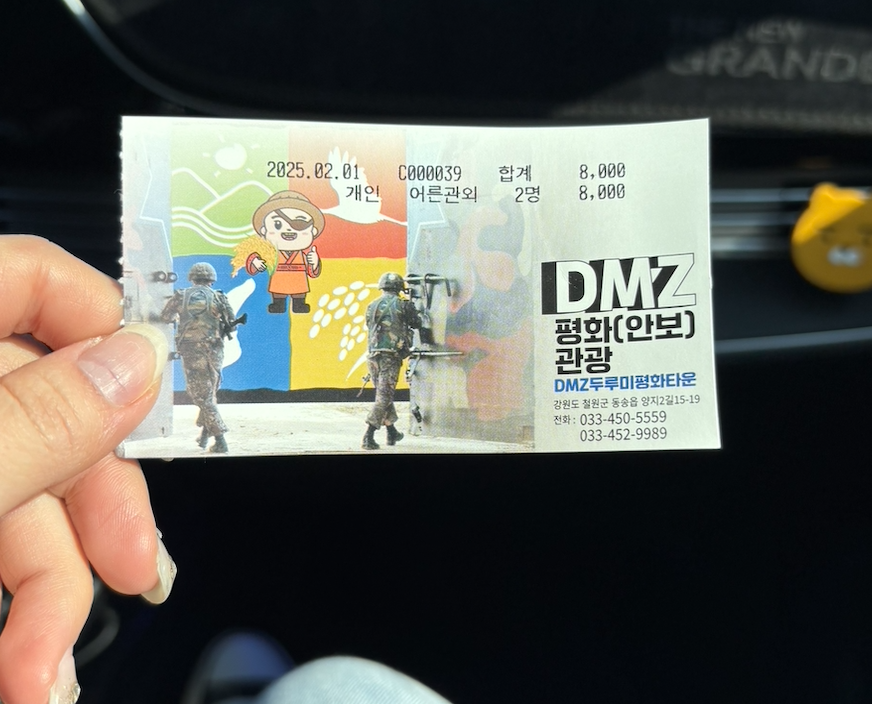 GRANDE
2025.02.01 C000039 합계 8,000
개인 어른관외 2명 8,000
DMZ
평화(안보)
관광
DMZ두루미평화타운
강원도 철원군 동송읍 양지2길15-19
전화 : 033-450-5559
033-452-9989